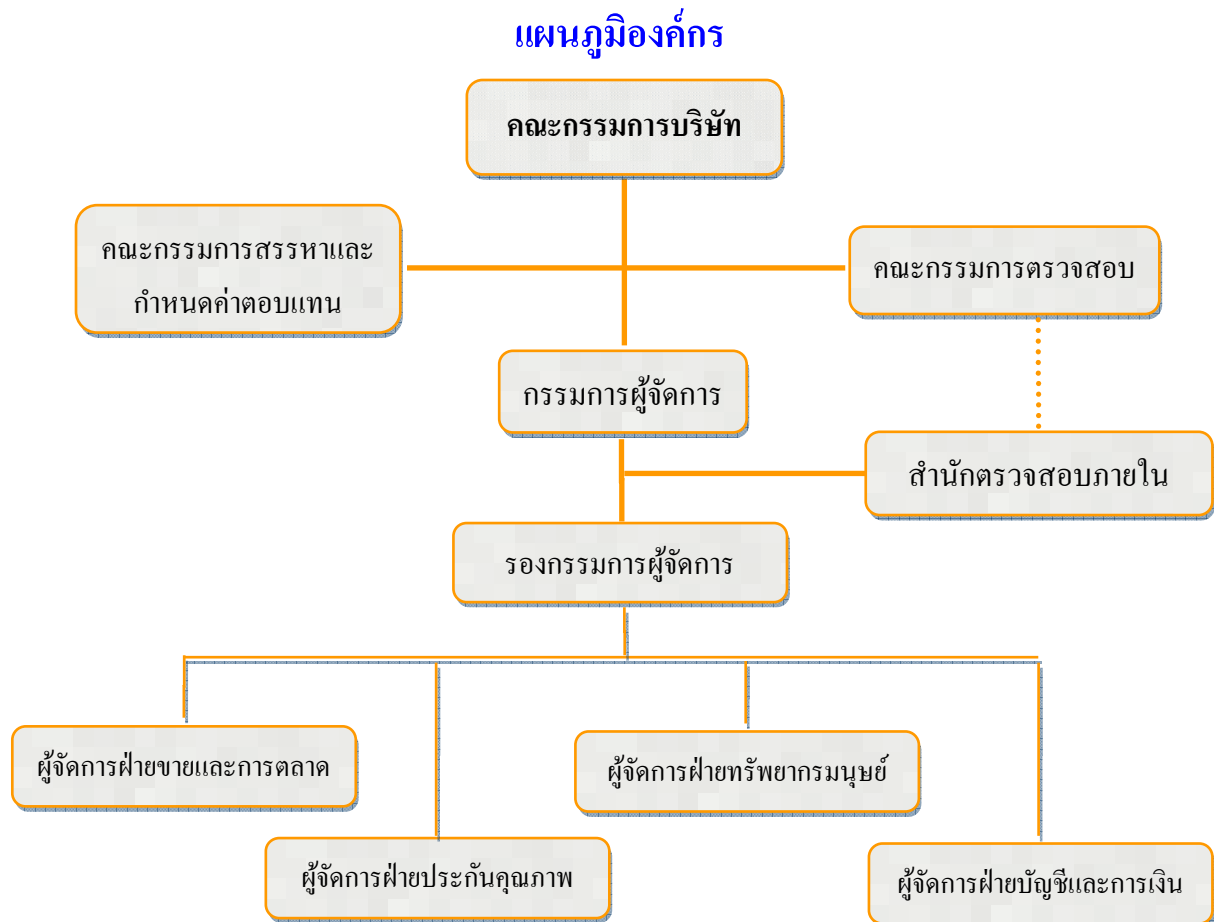 แผนภูมิองค์กร
คณะกรรมการบริษัท
คณะกรรมการสรรหาและ
กำหนดค่าตอบแทน
คณะกรรมการตรวจสอบ
กรรมการผู้จัดการ
สำนักตรวจสอบภายใน
รองกรรมการผู้จัดการ
ผู้จัดการฝ่ายขายและการตลาด
ผู้จัดการฝ่ายทรัพยากรมนุษย์
ผู้จัดการฝ่ายประกันคุณภาพ
ผู้จัดการฝ่ายบัญชีและการเงิน